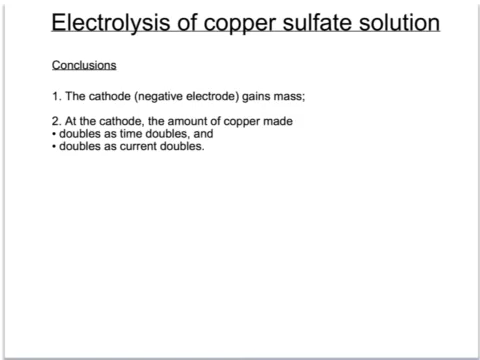 Electrolysis of copper sulfate solution
Conclusions
1. The cathode (negative electrode) gains mass;
2. At the cathode, the amount of copper made
• doubles as time doubles, and
• doubles as current doubles.